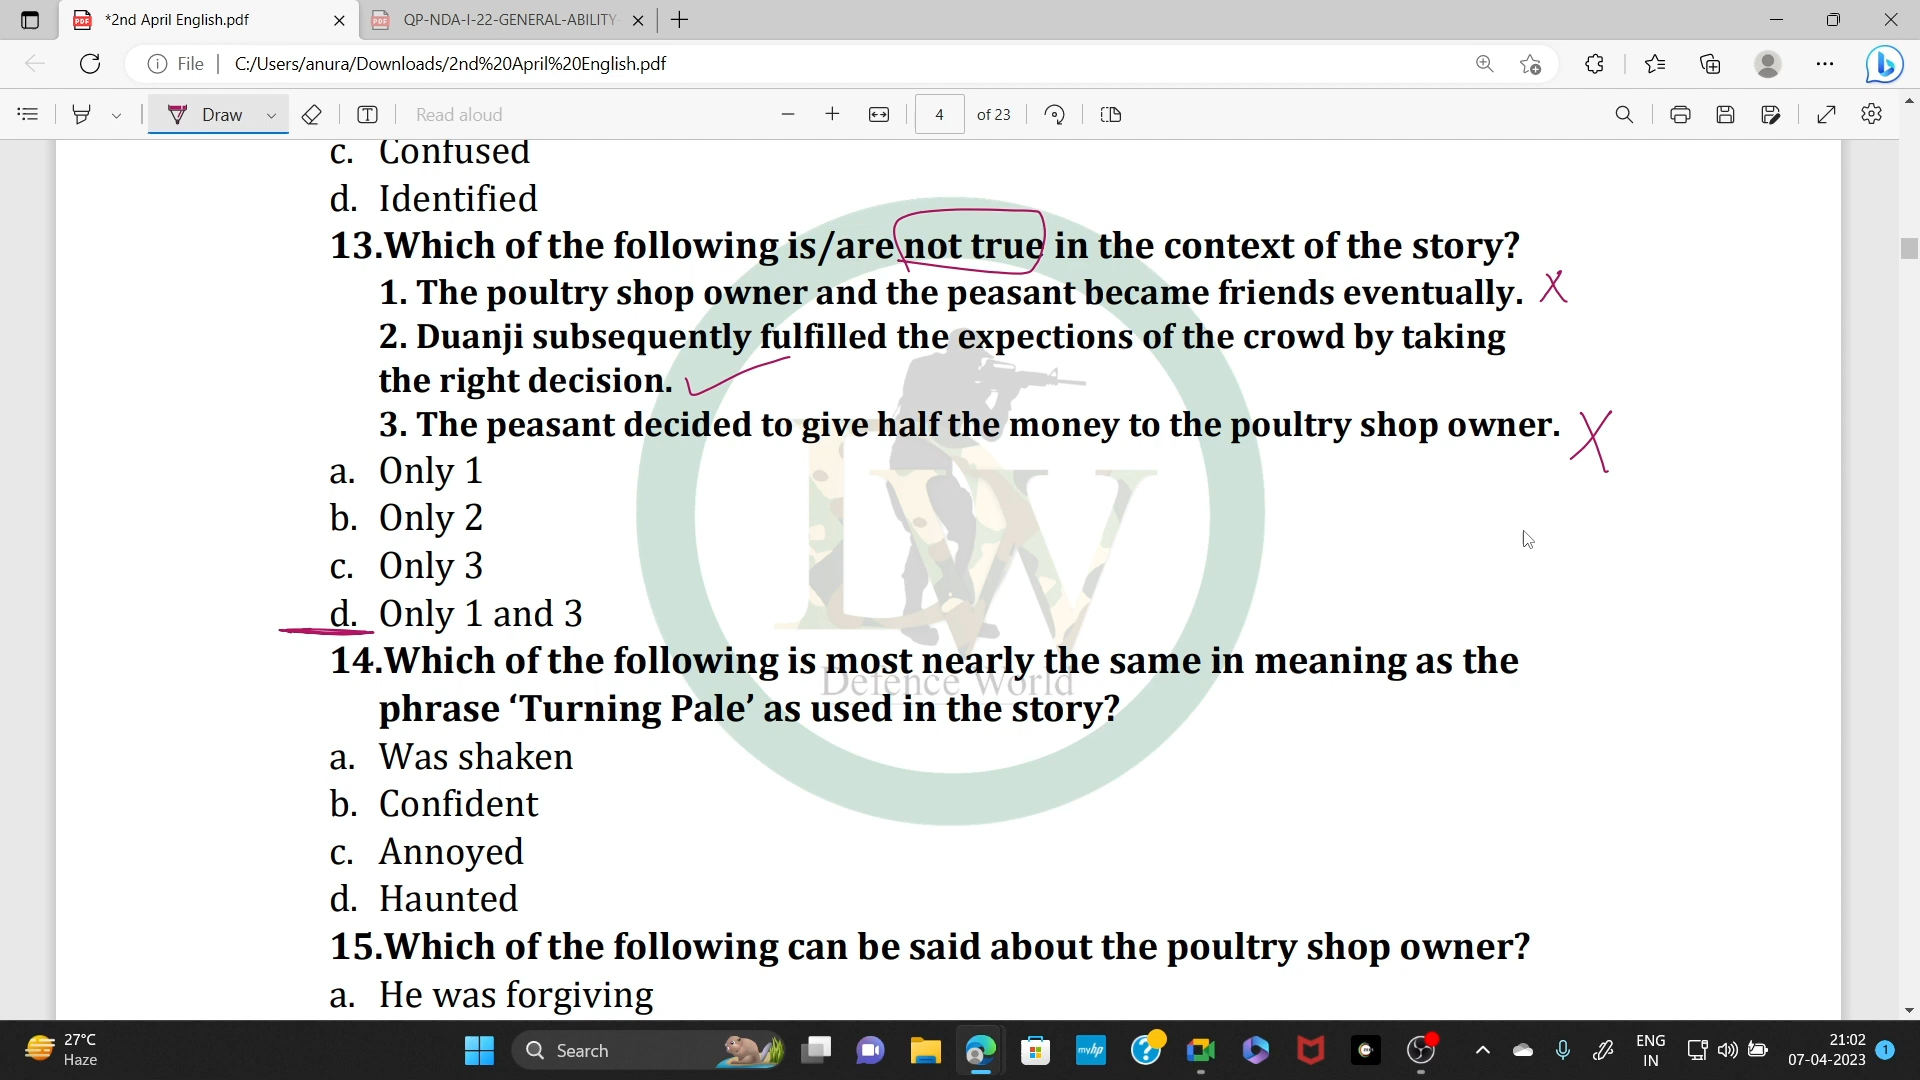 *2nd April English.pdf
QP-NDA-I-22-GENERAL-ABILITY-
File
C:/Users/anura/Downloads/2nd%20April%20English.pdf
Draw
Read aloud
4
of 23
c. Confused
d. Identified
13.Which of the following is/are not true in the context of the story?
1. The poultry shop owner and the peasant became friends eventually.
2. Duanji subsequently fulfilled the expections of the crowd by taking
the right decision.
3. The peasant decided to give half the money to the poultry shop owner.
a. Only 1
b. Only 2
c. Only 3
d. Only 1 and 3
14.Which of the following is most nearly the same in meaning as the
phrase ‘Turning Pale’ as used in the story?
a. Was shaken
b. Confident
c. Annoyed
d. Haunted
15.Which of the following can be said about the poultry shop owner?
a. He was forgiving
DW
Defence World
27°C
Haze
Search
myhp
ENG
IN
21:02
07-04-2023
1